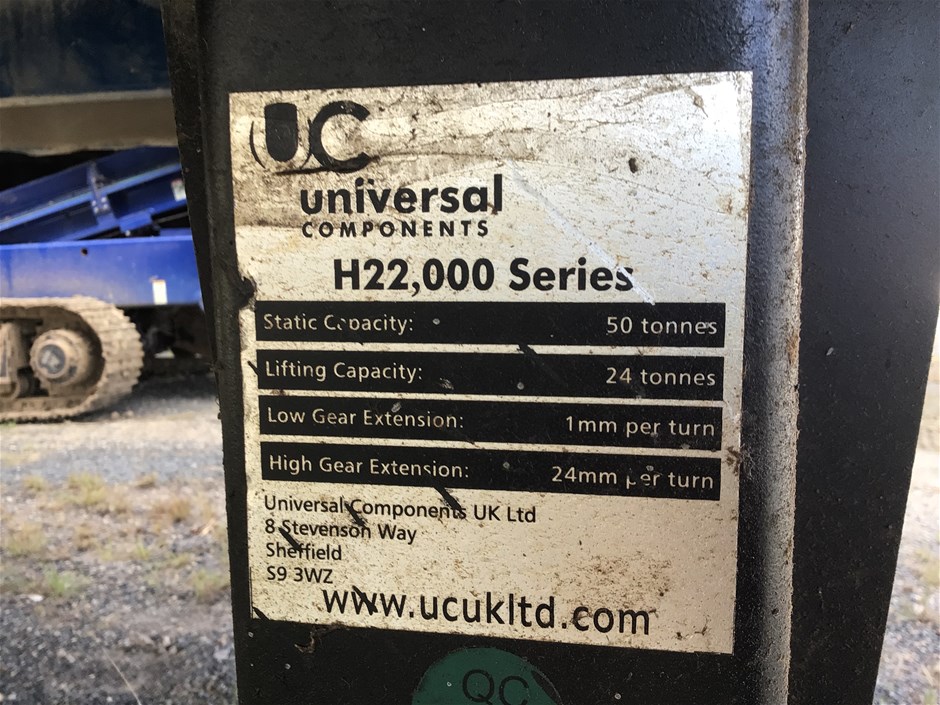 UC
universal
COMPONENTS
H22,000 Series
Static Capacity: 50 tonnes
Lifting Capacity: 24 tonnes
Low Gear Extension: 1mm per turn
High Gear Extension: 24mm per turn
Universal Components UK Ltd
8 Stevenson Way
Sheffield
S9 3WZ
www.ucukltd.com
QC